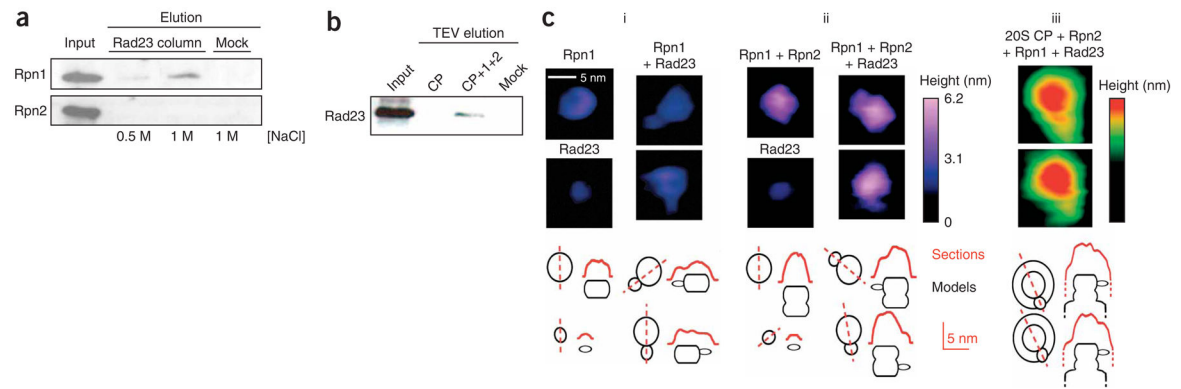 a
Elution
Input
Rad23 column
Mock
Rpn1
Rpn2
0.5 M
1 M
1 M
[NaCl]
b
TEV elution
Input
CP
CP+1+2
Mock
Rad23
c
i
Rpn1
Rpn1
+ Rad23
5 nm
Rad23
ii
Rpn1 + Rpn2
Rpn1 + Rpn2
+ Rad23
Rad23
Height (nm)
6.2
3.1
0
iii
20S CP + Rpn2
+ Rpn1 + Rad23
Height (nm)
Sections
Models
5 nm